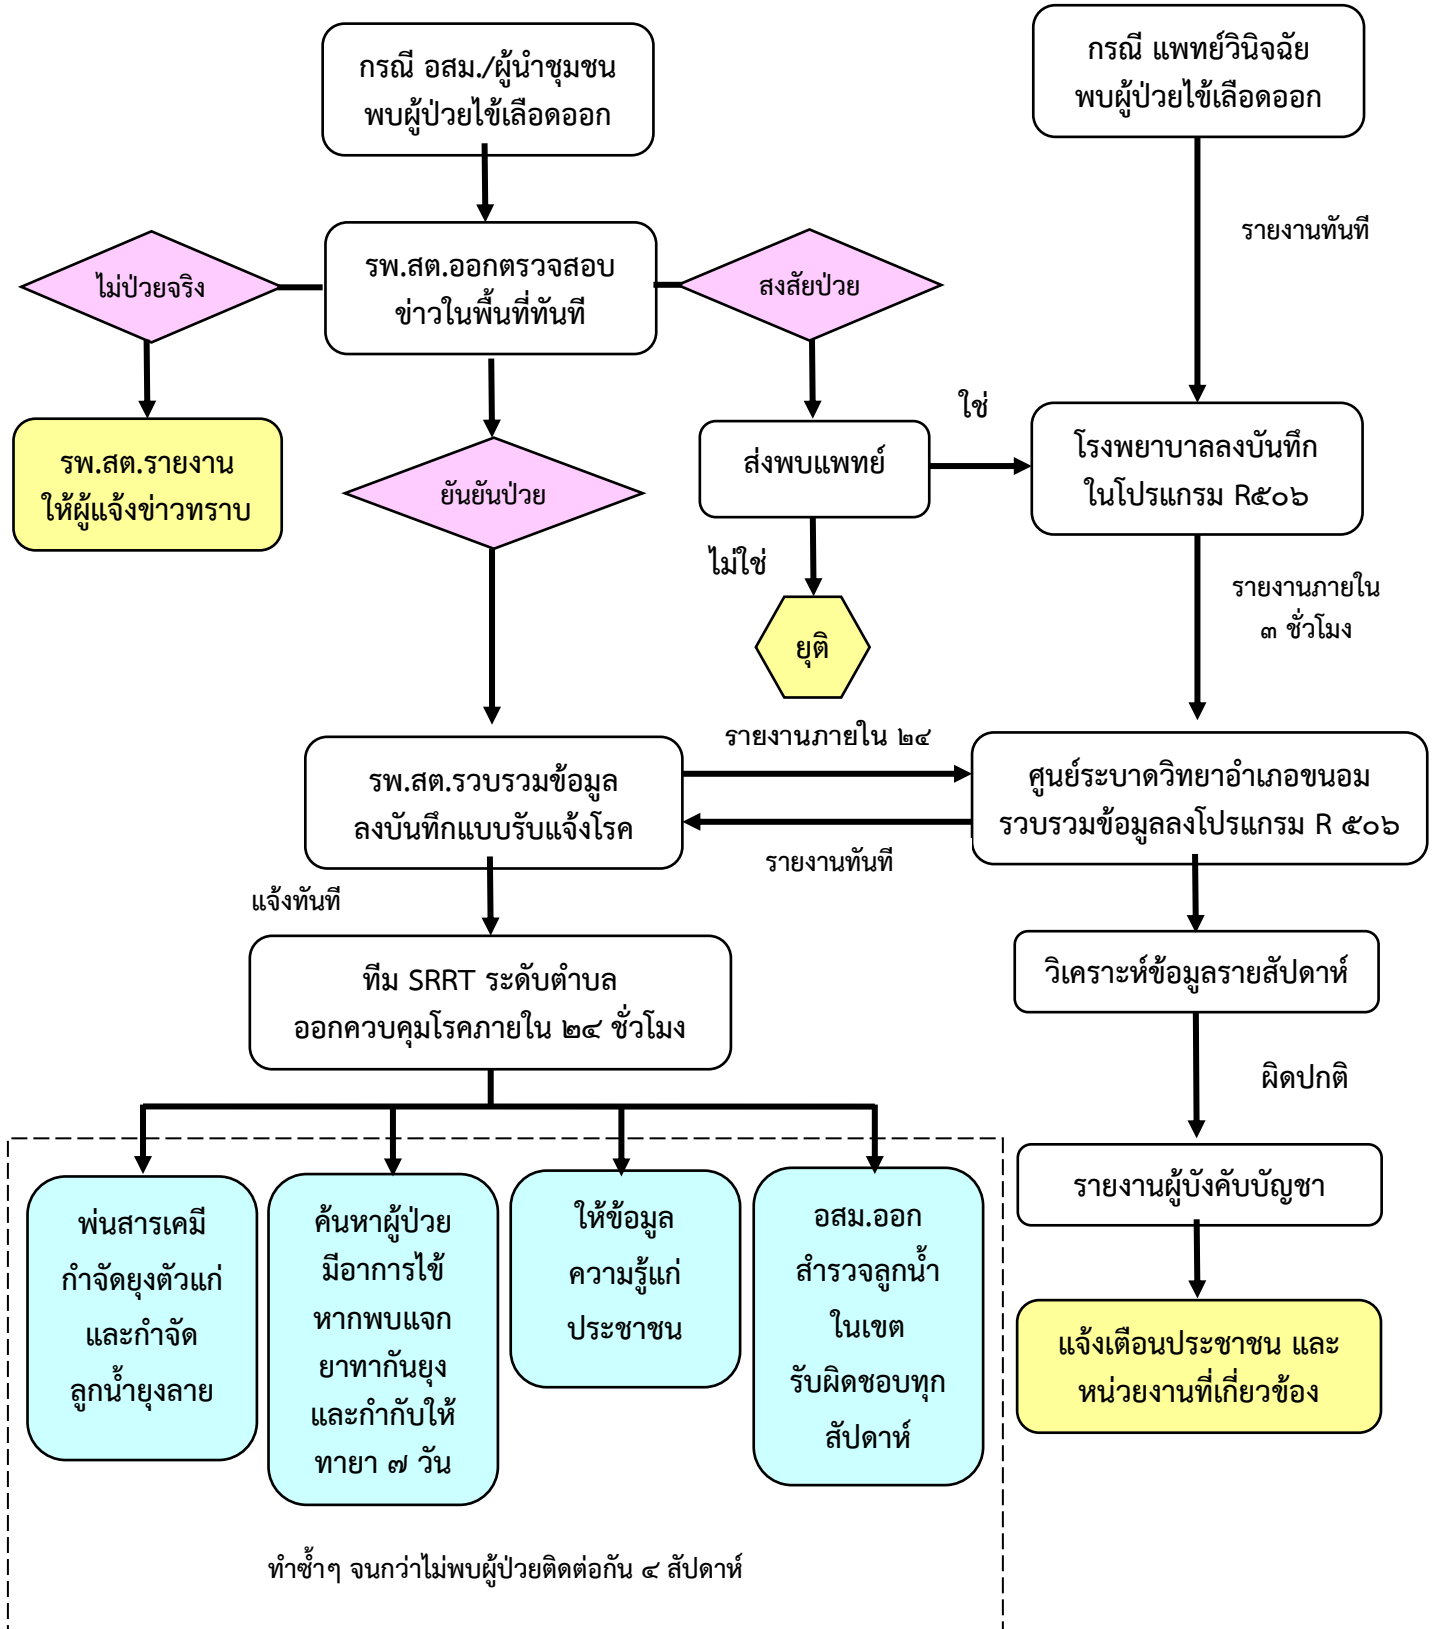 กรณี อสม./ผู้นำชุมชน
พบผู้ป่วยไข้เลือดออก
กรณี แพทย์วินิจฉัย
พบผู้ป่วยไข้เลือดออก
รายงานทันที
ไม่ป่วยจริง
รพ.สต.ออกตรวจสอบ
ข่าวในพื้นที่ทันที
สงสัยป่วย
รพ.สต.รายงาน
ให้ผู้แจ้งข่าวทราบ
ยันยันป่วย
ส่งพบแพทย์
ใช่
ไม่ใช่
ยุติ
โรงพยาบาลลงบันทึก
ในโปรแกรม R๕๐๖
รายงานภายใน
๓ ชั่วโมง
รพ.สต.รวบรวมข้อมูล
ลงบันทึกแบบรับแจ้งโรค
รายงานภายใน ๒๔
รายงานทันที
ศูนย์ระบาดวิทยาอำเภอขนอม
รวบรวมข้อมูลลงโปรแกรม R ๕๐๖
แจ้งทันที
ทีม SRRT ระดับตำบล
ออกควบคุมโรคภายใน ๒๔ ชั่วโมง
วิเคราะห์ข้อมูลรายสัปดาห์
ผิดปกติ
รายงานผู้บังคับบัญชา
แจ้งเตือนประชาชน และ
หน่วยงานที่เกี่ยวข้อง
พ่นสารเคมี
กำจัดยุงตัวแก่
และกำจัด
ลูกน้ำยุงลาย
ค้นหาผู้ป่วย
มีอาการไข้
หากพบแจก
ยาทากันยุง
และกำกับให้
ทายา ๗ วัน
ให้ข้อมูล
ความรู้แก่
ประชาชน
อสม.ออก
สำรวจลูกน้ำ
ในเขต
รับผิดชอบทุก
สัปดาห์
ทำซ้ำๆ จนกว่าไม่พบผู้ป่วยติดต่อกัน ๔ สัปดาห์